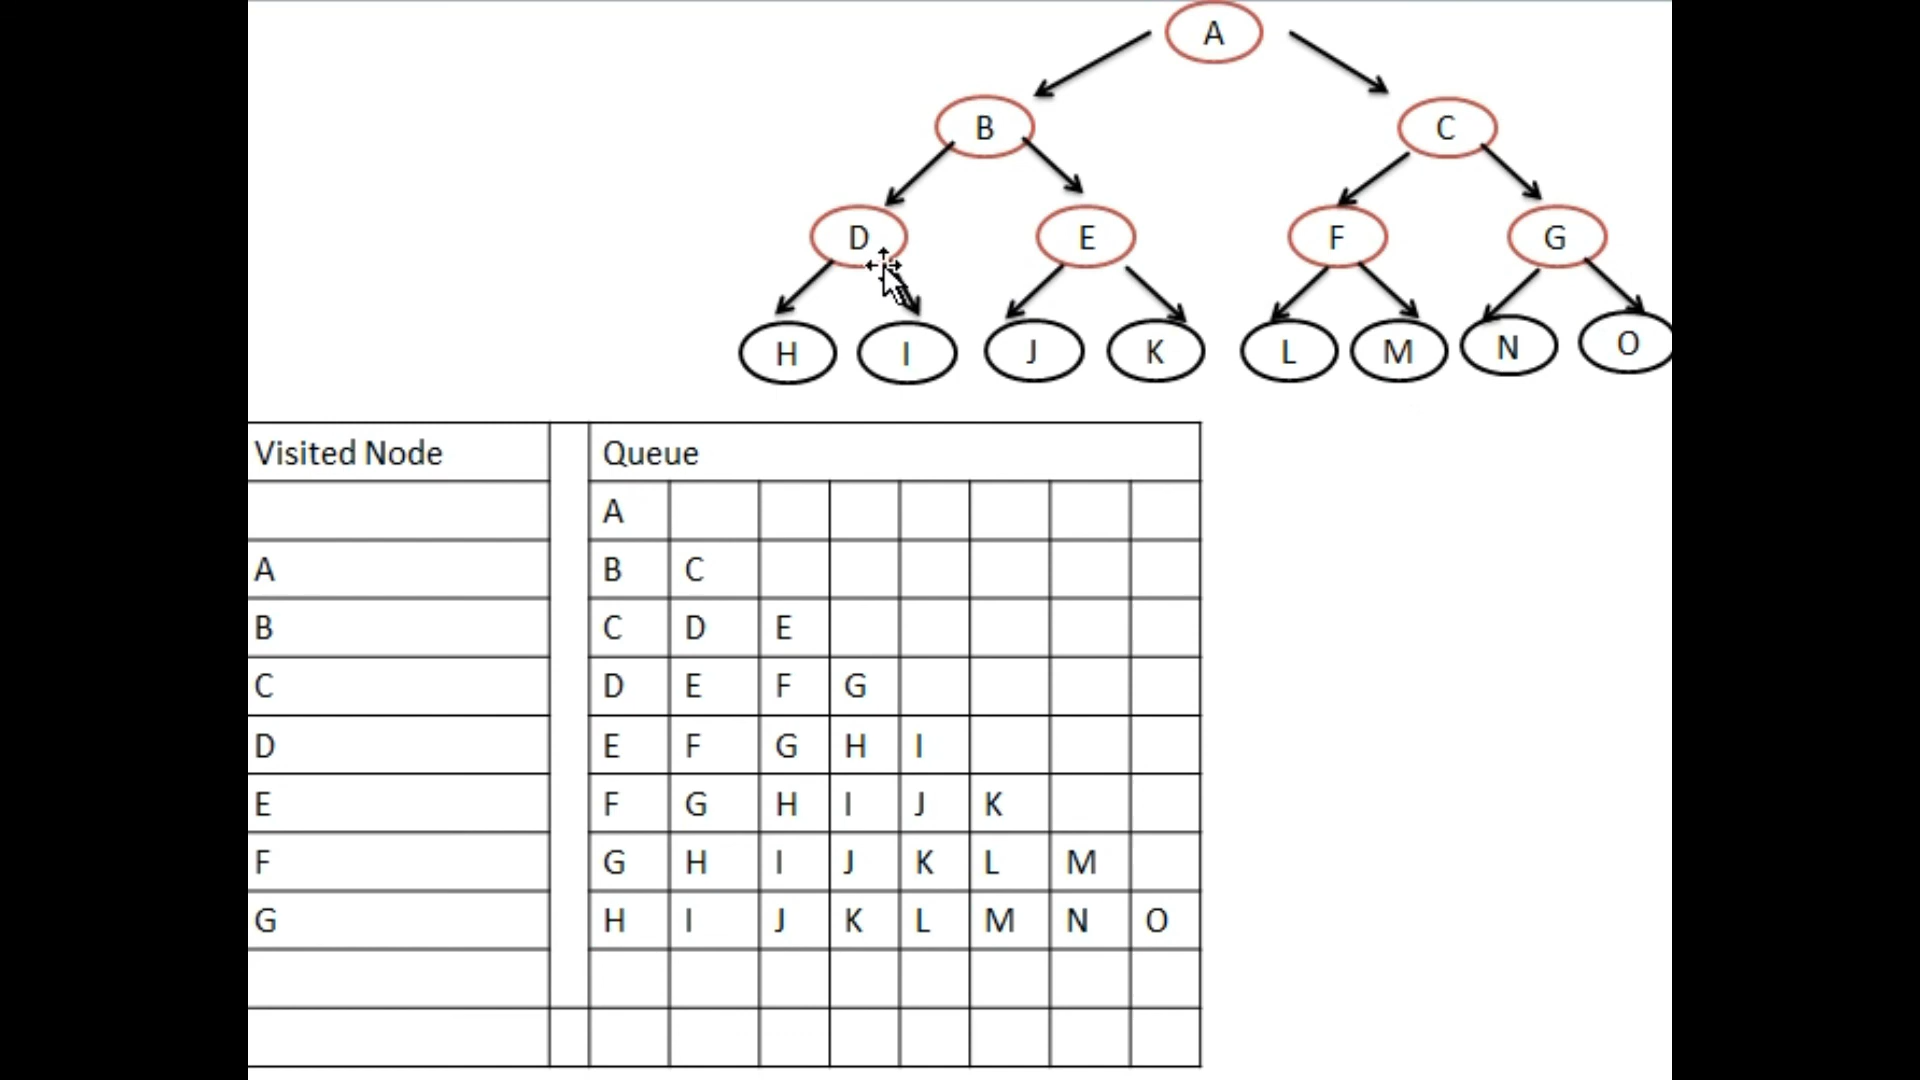 A
B C
D E F G
H I J K L M N O
Visited Node Queue
A
A B C
B C D E
C D E F G
D E F G H I
E F G H I J K
F G H I J K L M
G H I J K L M N O